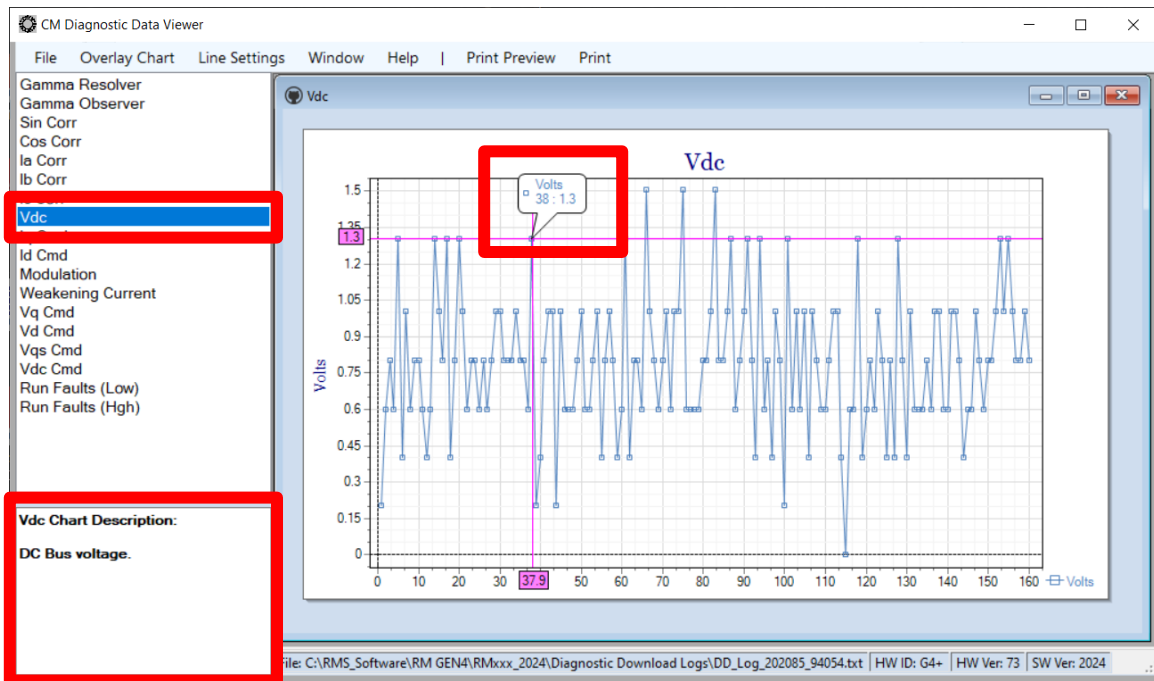 CM Diagnostic Data Viewer
File Overlay Chart Line Settings Window Help | Print Preview Print
Gamma Resolver
Gamma Observer
Sin Corr
Cos Corr
Ia Corr
Ib Corr
Vdc
Id Cmd
Modulation
Weakening Current
Vq Cmd
Vd Cmd
Vqs Cmd
Vdc Cmd
Run Faults (Low)
Run Faults (Hgh)
Vdc Chart Description:
DC Bus voltage.
Vdc
Vdc
Volts
38 : 1.3
Volts
1.5
1.35
1.3
1.2
1.05
0.9
0.75
0.6
0.45
0.3
0.15
0
0 10 20 30 37.9 50 60 70 80 90 100 110 120 130 140 150 160
Volts
File: C:\RMS_Software\RM GEN4\RMxxx_2024\Diagnostic Download Logs\DD_Log_202085_94054.txt HW ID: G4+ HW Ver: 73 SW Ver: 2024